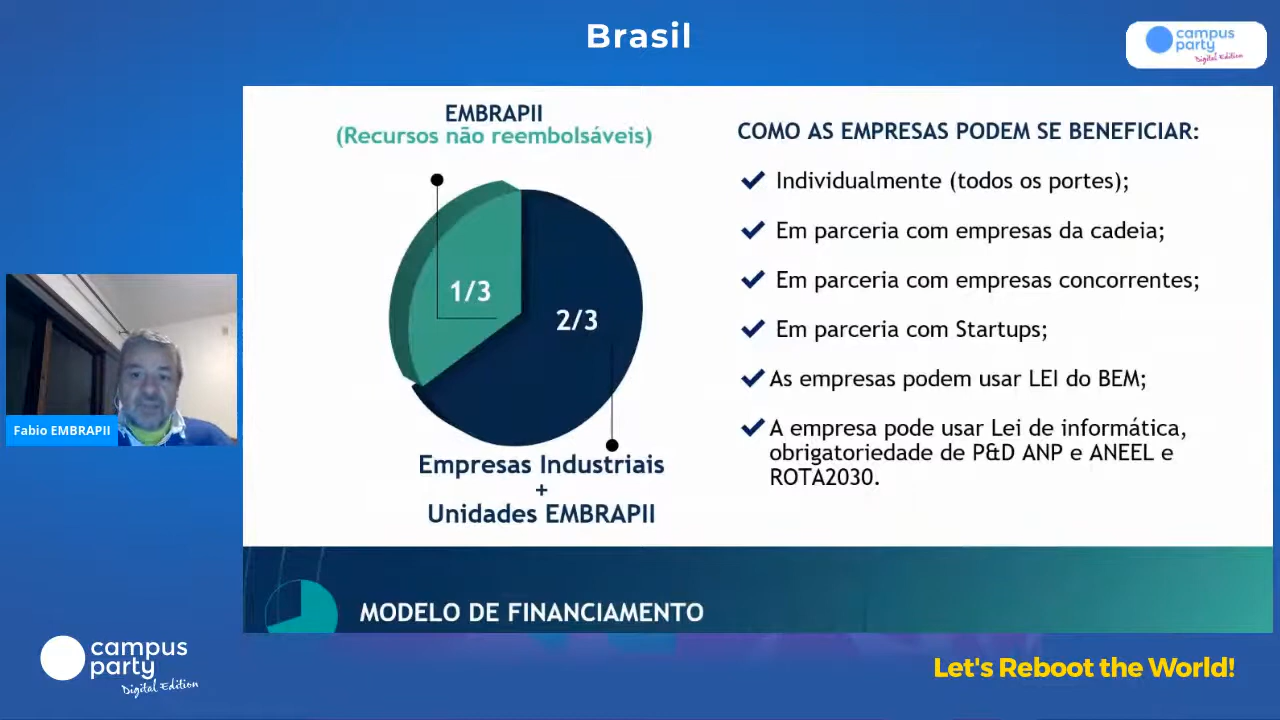 Brasil
campus
party
Digital Edition
EMBRAPII
(Recursos não reembolsáveis)
1/3
2/3
Empresas Industriais
+
Unidades EMBRAPII
COMO AS EMPRESAS PODEM SE BENEFICIAR:
Individualmente (todos os portes);
Em parceria com empresas da cadeia;
Em parceria com empresas concorrentes;
Em parceria com Startups;
As empresas podem usar LEI do BEM;
A empresa pode usar Lei de informática,
obrigatoriedade de P&D ANP e ANEEL e
ROTA2030.
Fabio EMBRAPII
MODELO DE FINANCIAMENTO
campus
party
Digital Edition
Let's Reboot the World!